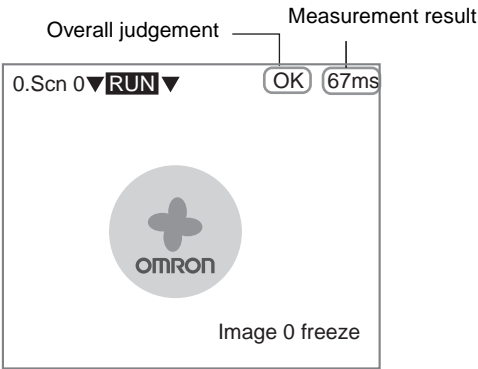 Measurement result
Overall judgement
0.Scn 0▼RUN▼ OK 67ms
OMRON
Image 0 freeze